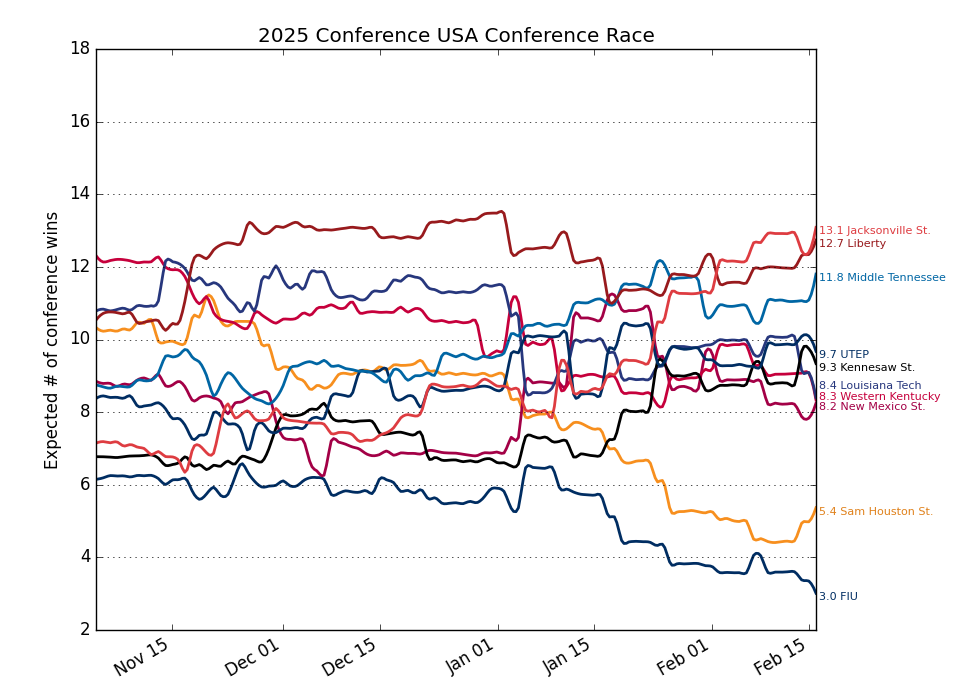 2025 Conference USA Conference Race
Expected # of conference wins
18
16
14
12
10
8
6
4
2
Nov 15
Dec 01
Dec 15
Jan 01
Jan 15
Feb 01
Feb 15
13.1 Jacksonville St.
12.7 Liberty
11.8 Middle Tennessee
9.7 UTEP
9.3 Kennesaw St.
8.4 Louisiana Tech
8.3 Western Kentucky
8.2 New Mexico St.
5.4 Sam Houston St.
3.0 FIU